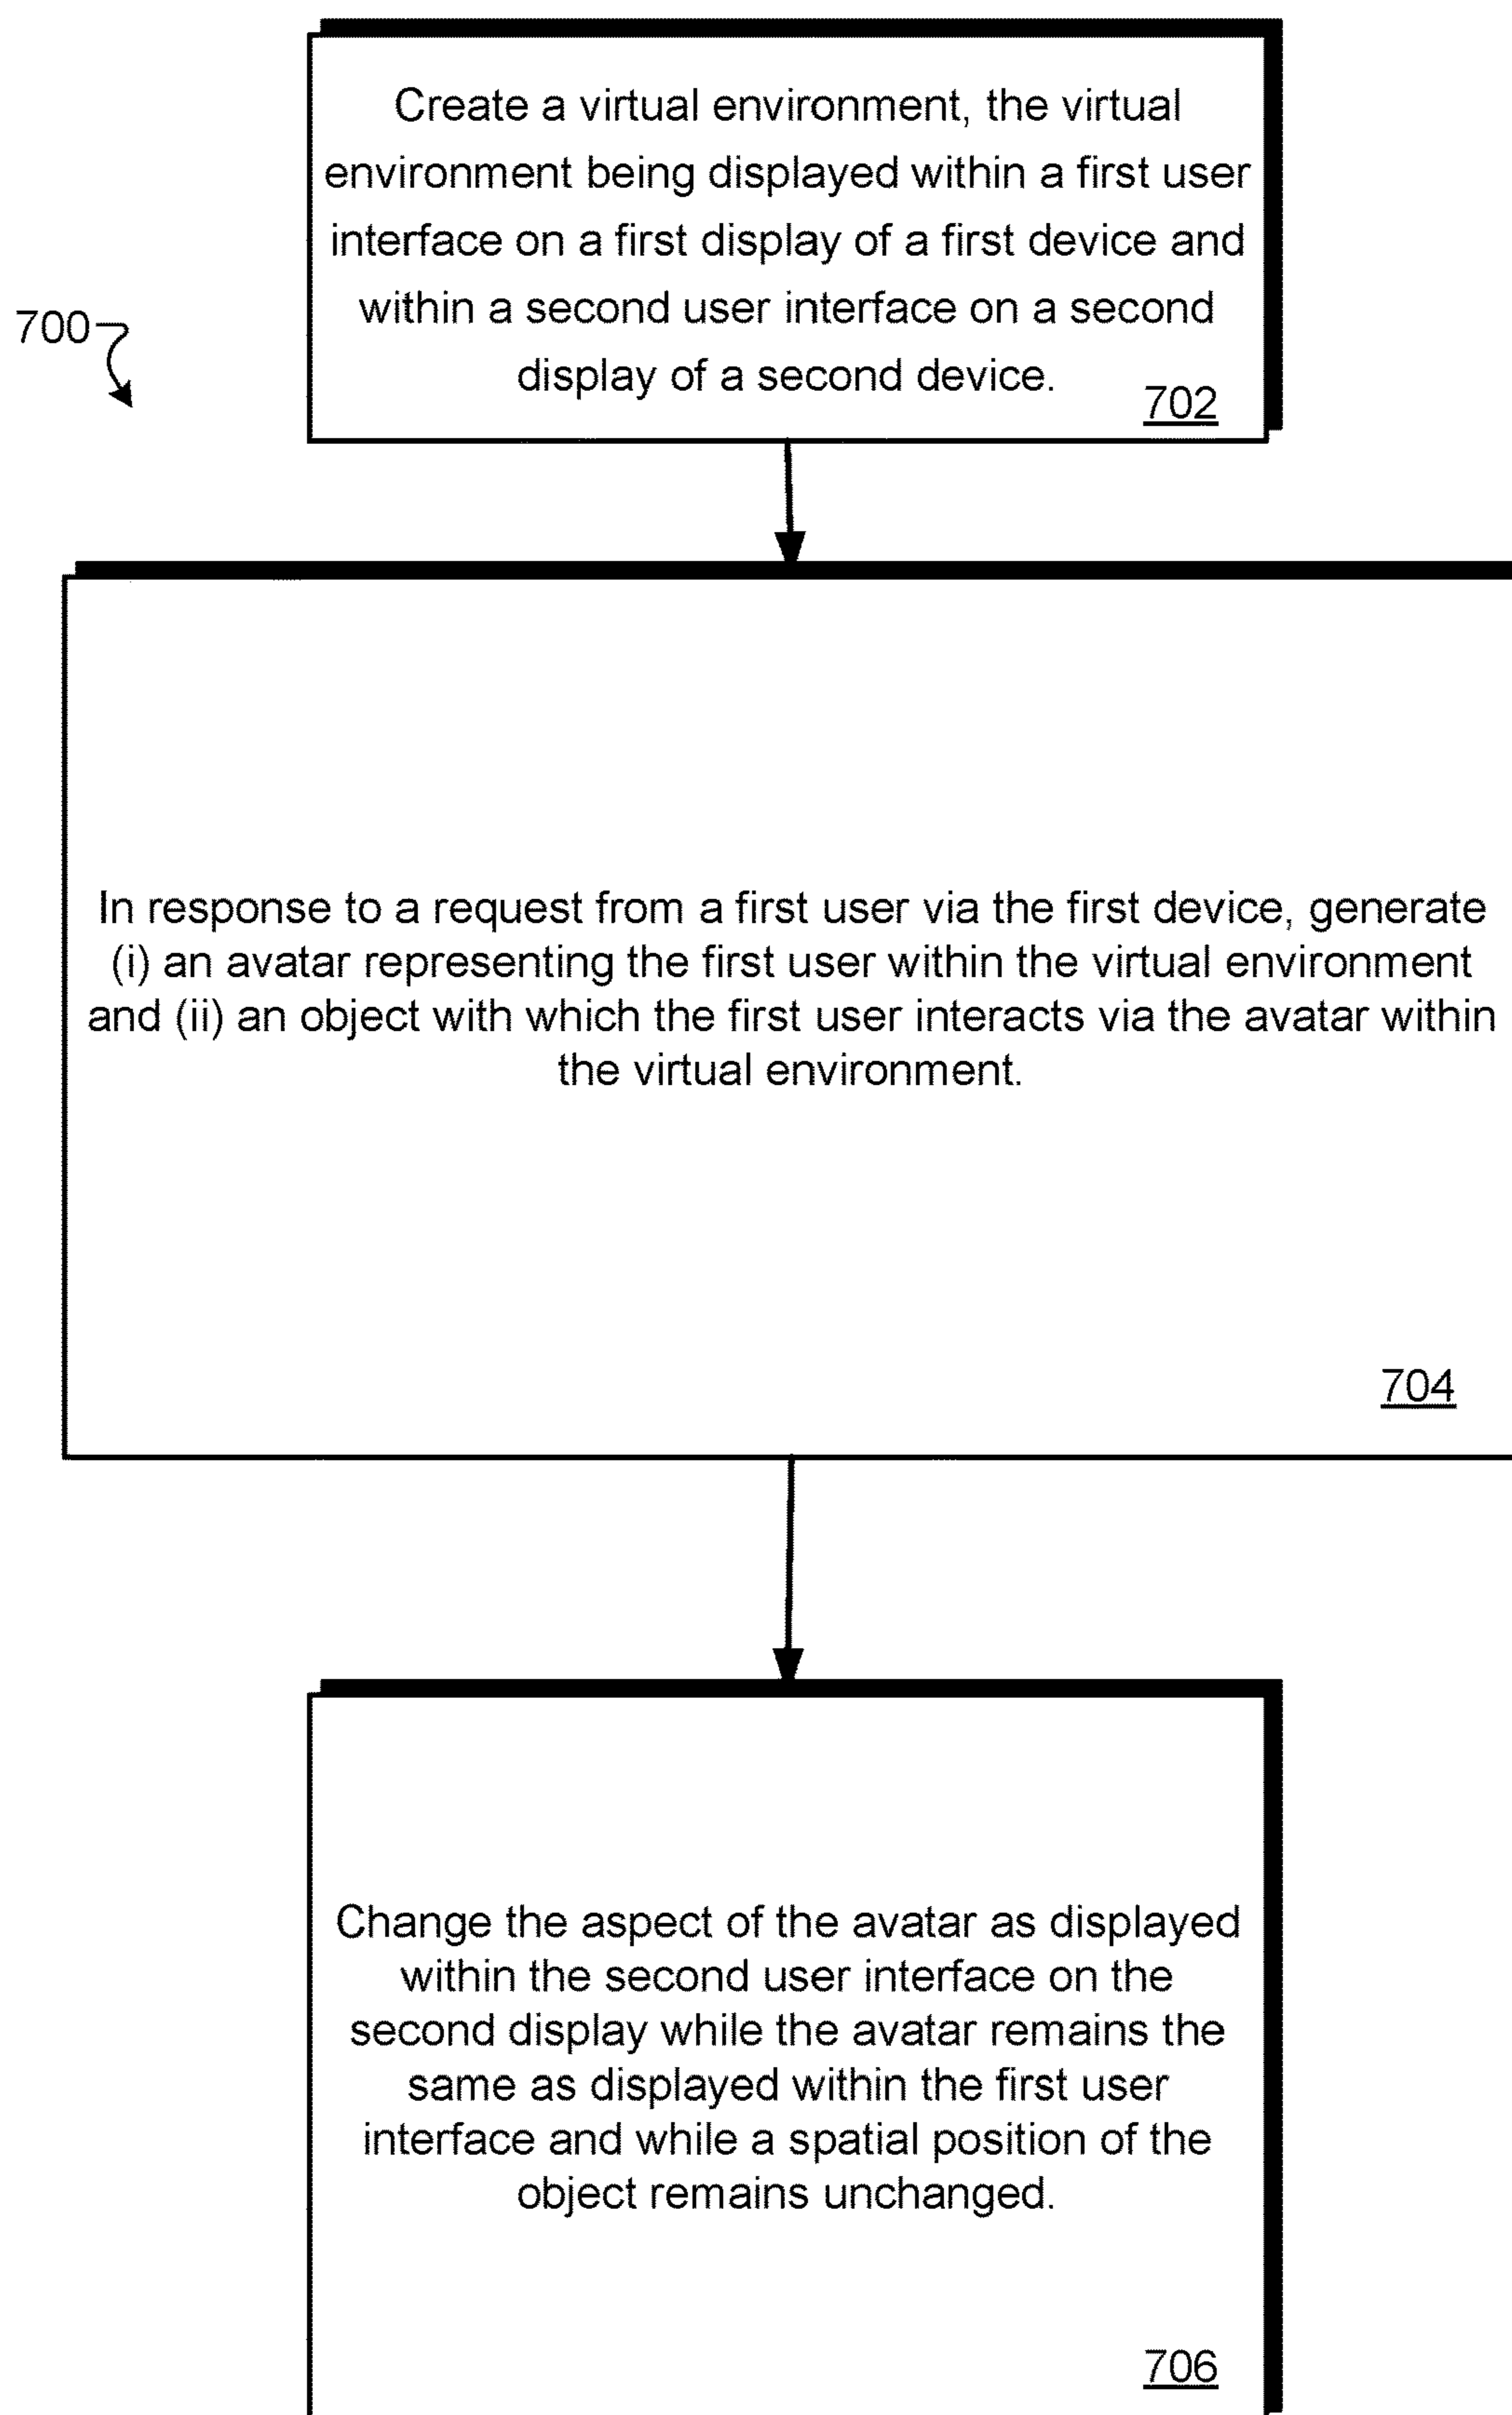 Create a virtual environment, the virtual
environment being displayed within a first user
interface on a first display of a first device and
within a second user interface on a second
display of a second device.
702
700
In response to a request from a first user via the first device, generate
(i) an avatar representing the first user within the virtual environment
and (ii) an object with which the first user interacts via the avatar within
the virtual environment.
704
Change the aspect of the avatar as displayed
within the second user interface on the
second display while the avatar remains the
same as displayed within the first user
interface and while a spatial position of the
object remains unchanged.
706